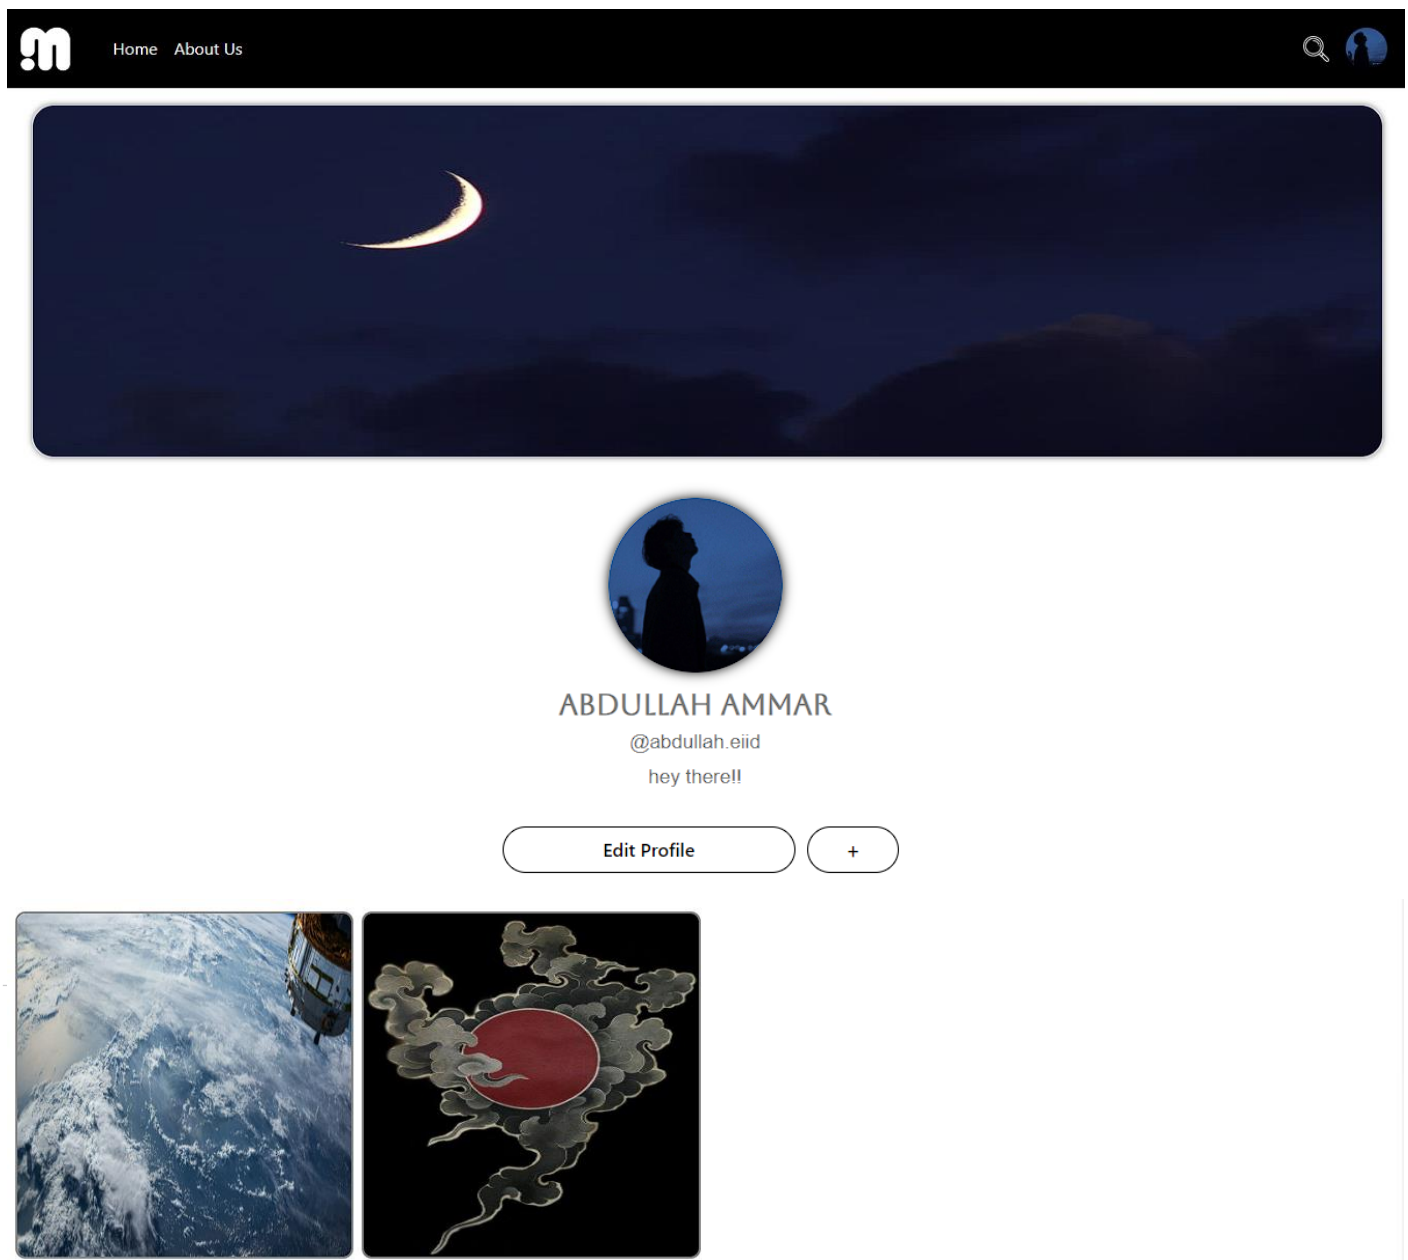 Home About Us
ABDULLAH AMMAR
@abdullah.eiid
hey there!!
Edit Profile +